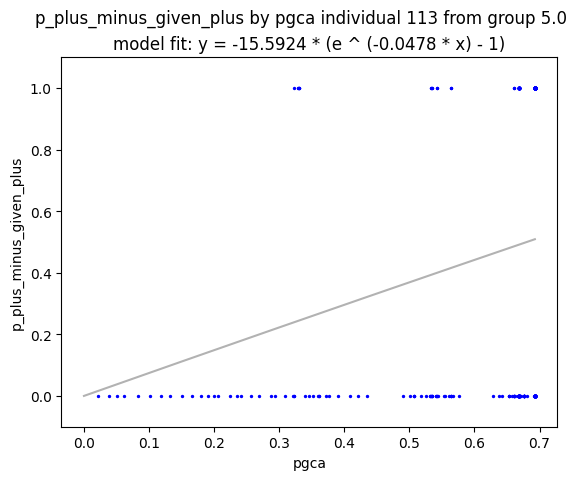 p_plus_minus_given_plus by pgca individual 113 from group 5.0
model fit: y = -15.5924 * (e ^ (-0.0478 * x) - 1)
1.0
0.8
0.6
0.4
0.2
0.0
p_plus_minus_given_plus
0.0 0.1 0.2 0.3 0.4 0.5 0.6 0.7
pgca